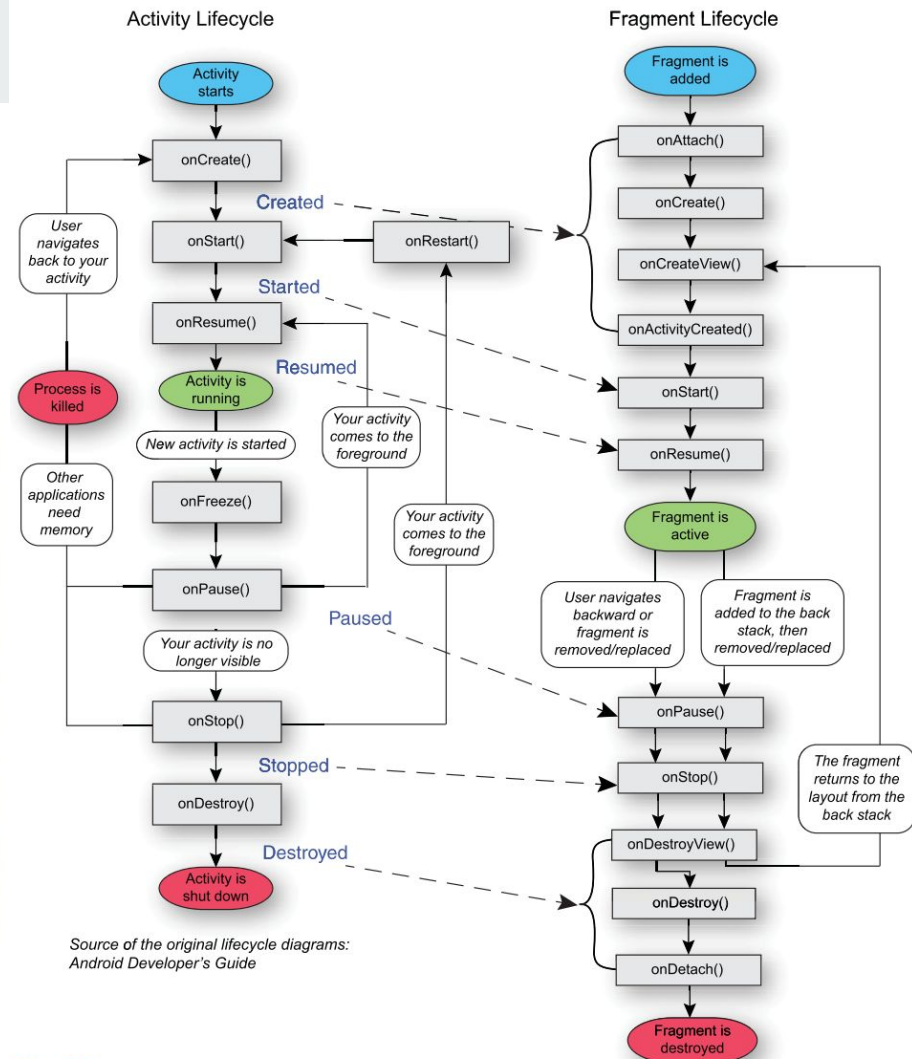 Activity Lifecycle
Activity
starts
onCreate()
User
navigates
back to your
activity
onStart()
onRestart()
onResume()
Process is
killed
Activity is
running
New activity is started
Your activity
comes to the
foreground
Other
applications
need
memory
onFreeze()
Your activity
comes to the
foreground
onPause()
Your activity is no
longer visible
onStop()
onDestroy()
Activity is
shut down
Source of the original lifecycle diagrams:
Android Developer's Guide
Created
Started
Resumed
Paused
Stopped
Destroyed
Fragment Lifecycle
Fragment is
added
onAttach()
onCreate()
onCreateView()
onActivityCreated()
onStart()
onResume()
Fragment is
active
User navigates
backward or
fragment is
removed/replaced
Fragment is
added to the back
stack, then
removed/replaced
onPause()
onStop()
The fragment
returns to the
layout from the
back stack
onDestroyView()
onDestroy()
onDetach()
Fragment is
destroyed